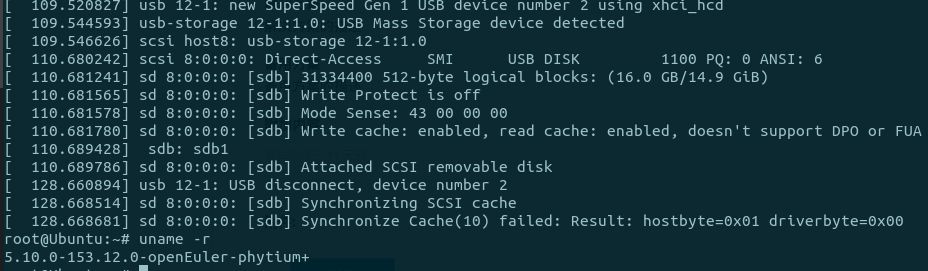 [  109.520827] usb 12-1: new SuperSpeed Gen 1 USB device number 2 using xhci_hcd
[  109.544593] usb-storage 12-1:1.0: USB Mass Storage device detected
[  109.546626] scsi host8: usb-storage 12-1:1.0
[  110.680242] scsi 8:0:0:0: Direct-Access     SMI      USB DISK         1100 PQ: 0 ANSI: 6
[  110.681241] sd 8:0:0:0: [sdb] 31334400 512-byte logical blocks: (16.0 GB/14.9 GiB)
[  110.681565] sd 8:0:0:0: [sdb] Write Protect is off
[  110.681578] sd 8:0:0:0: [sdb] Mode Sense: 43 00 00 00
[  110.681780] sd 8:0:0:0: [sdb] Write cache: enabled, read cache: enabled, doesn't support DPO or FUA
[  110.689428]  sdb: sdb1
[  110.689786] sd 8:0:0:0: [sdb] Attached SCSI removable disk
[  128.660894] usb 12-1: USB disconnect, device number 2
[  128.668514] sd 8:0:0:0: [sdb] Synchronizing SCSI cache
[  128.668681] sd 8:0:0:0: [sdb] Synchronize Cache(10) failed: Result: hostbyte=0x01 driverbyte=0x00
root@Ubuntu:~# uname -r
5.10.0-153.12.0-openEuler-phytium+